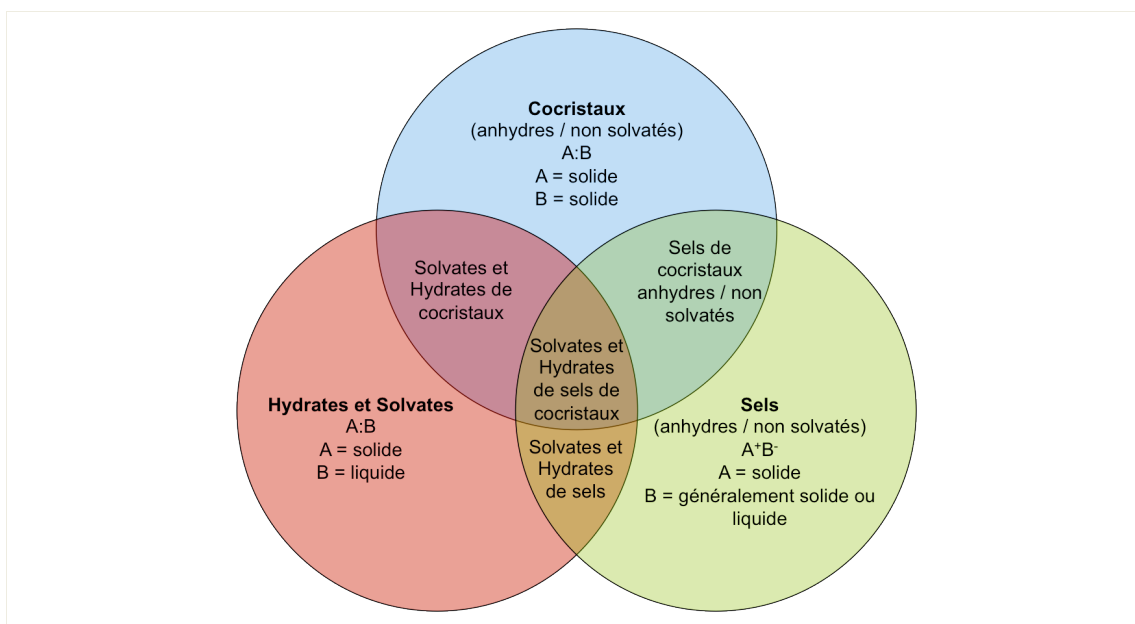 Cocristaux
(anhydres / non solvatés)
A:B
A = solide
B = solide
Solvates et
Hydrates de
cocristaux
Sels de
cocristaux
anhydres / non
solvatés
Solvates et
Hydrates
de sels de
cocristaux
Hydrates et Solvates
A:B
A = solide
B = liquide
Solvates et
Hydrates
de sels
Sels
(anhydres / non solvatés)
A⁺B⁻
A = solide
B = généralement solide ou
liquide